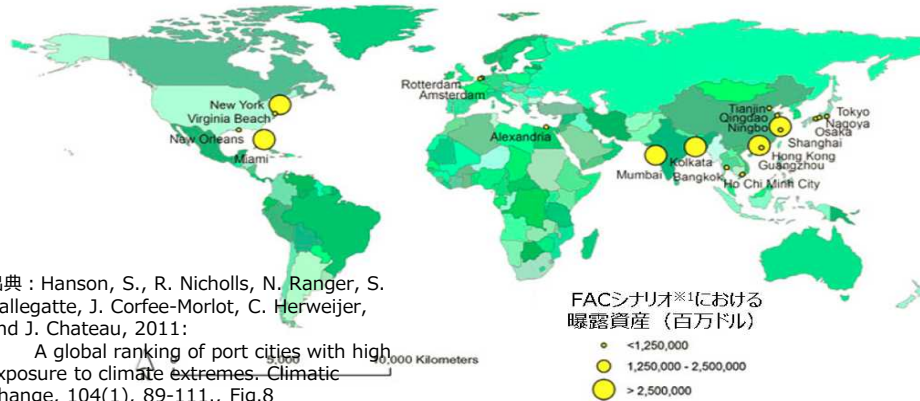 New York
Virginia Beach
New Orleans
Miami
Rotterdam
Amsterdam
Alexandria
Mumbai
Kolkata
Bangkok
Tianjin
Qingdao
Ningbo
Tokyo
Nagoya
Osaka
Shanghai
Hong Kong
Guangzhou
Ho Chi Minh City
典：Hanson, S., R. Nicholls, N. Ranger, S.
allegatte, J. Corfee-Morlot, C. Herweijer,
nd J. Chateau, 2011:
A global ranking of port cities with high
xposure to climate extremes. Climatic
hange, 104(1), 89-111., Fig.8
0 5,000 10,000 Kilometers
FACシナリオ※1における
曝露資産（百万ドル）
<1,250,000
1,250,000 - 2,500,000
> 2,500,000